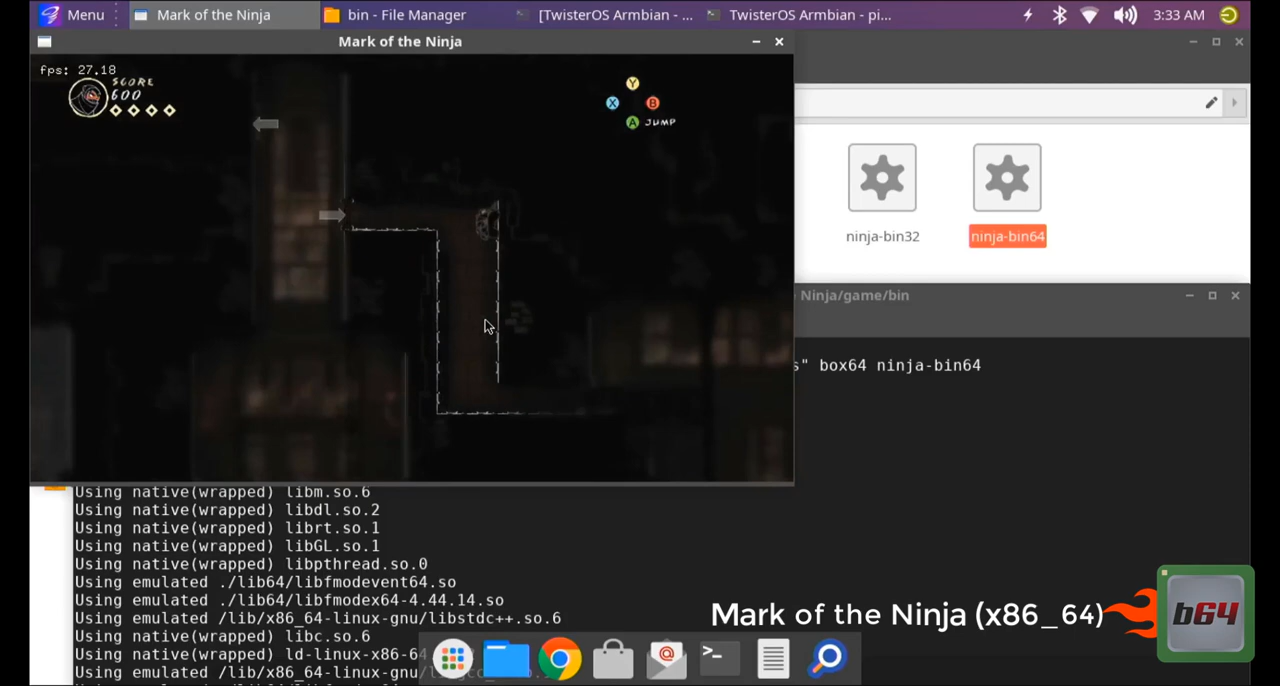 Menu
Mark of the Ninja
bin - File Manager
[TwisterOS Armbian - ...
TwisterOS Armbian - pi...
3:33 AM
Mark of the Ninja
fps: 27.18
SCORE
600
Y
X
B
A JUMP
ninja-bin32
ninja-bin64
Ninja/game/bin
s" box64 ninja-bin64
Using native(wrapped) libm.so.6
Using native(wrapped) libdl.so.2
Using native(wrapped) librt.so.1
Using native(wrapped) libGL.so.1
Using native(wrapped) libpthread.so.0
Using emulated ./lib64/libfmodevent64.so
Using emulated ./lib64/libfmodex64-4.44.14.so
Using emulated /lib/x86_64-linux-gnu/libstdc++.so.6
Using native(wrapped) libc.so.6
Using native(wrapped) ld-linux-x86-64
Using emulated /lib/x86_64-linux-gnu/
Mark of the Ninja (x86_64)
b64